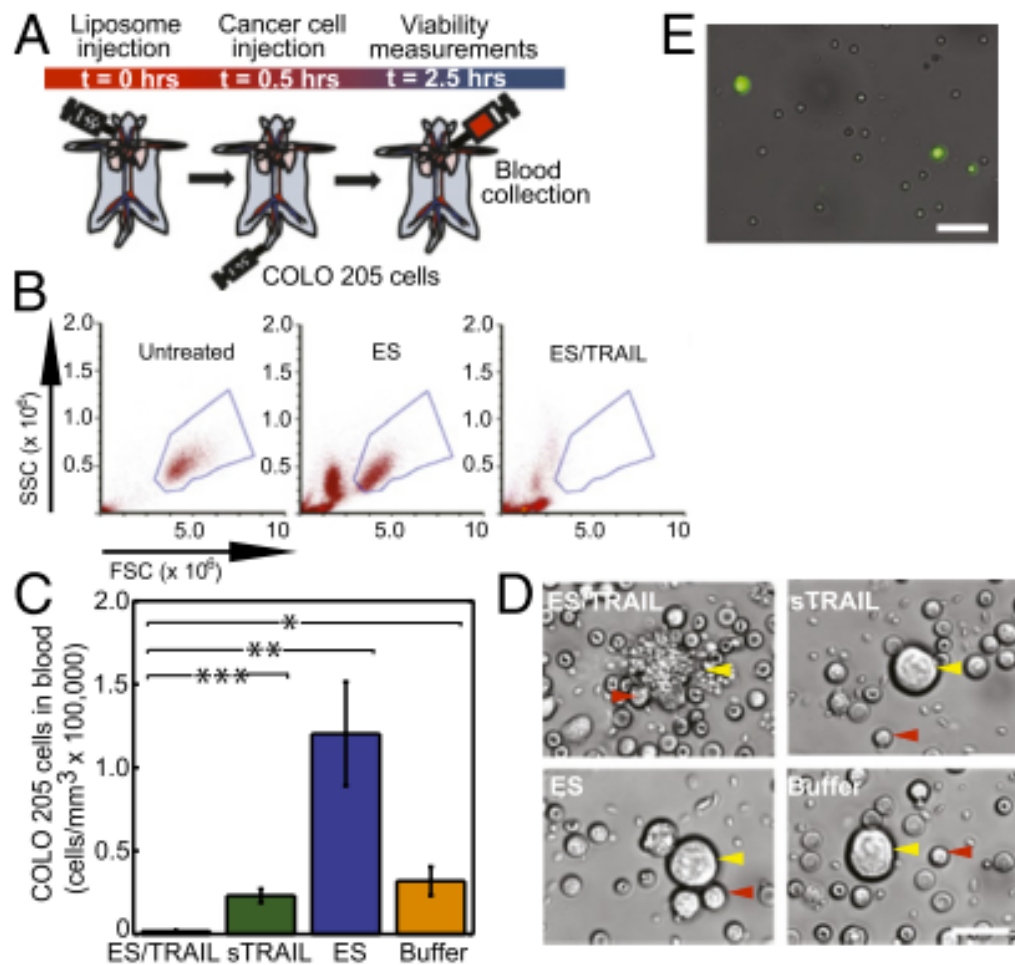 A
Liposome
injection
Cancer cell
injection
Viability
measurements
t = 0 hrs
t = 0.5 hrs
t = 2.5 hrs
Blood
collection
COLO 205 cells
E
B
SSC (x 10⁶)
2.0
1.5
1.0
0.5
Untreated
5.0
10
2.0
1.5
1.0
0.5
ES
5.0
10
2.0
1.5
1.0
0.5
ES/TRAIL
5.0
10
FSC (x 10⁶)
C
COLO 205 cells in blood
(cells/mm³ x 100,000)
2.0
1.5
1.0
0.5
0
*
**
***
ES/TRAIL
sTRAIL
ES
Buffer
D
ES/TRAIL
sTRAIL
ES
Buffer